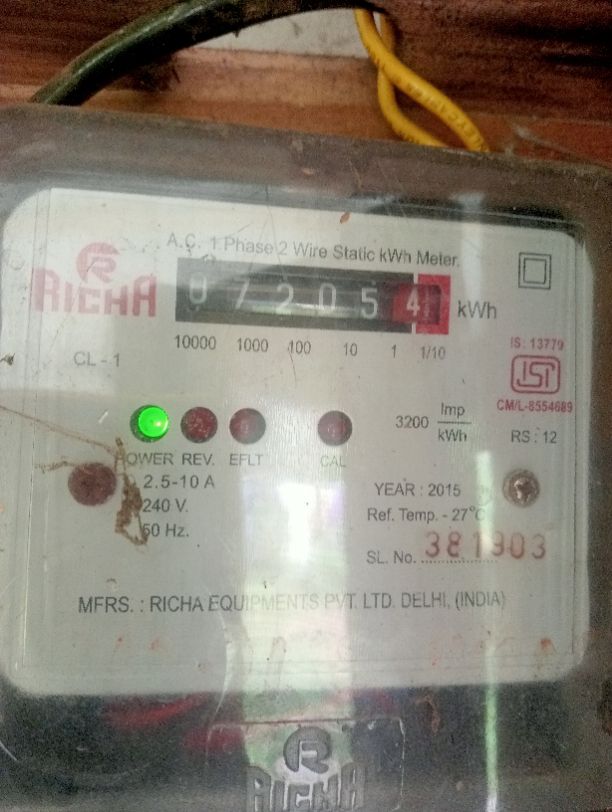 A.C. 1 Phase 2 Wire Static kWh Meter.
R
RICHA
072054 kWh
10000 1000 100 10 1 1/10
IS: 13779
ISI
CM/L-8554689
CL - 1
3200 Imp
kWh
RS : 12
POWER REV. EFLT CAL
2.5-10 A
240 V.
50 Hz.
YEAR : 2015
Ref. Temp. - 27°C
SL. No. 381903
MFRS. : RICHA EQUIPMENTS PVT. LTD. DELHI, (INDIA)
R
RICHA